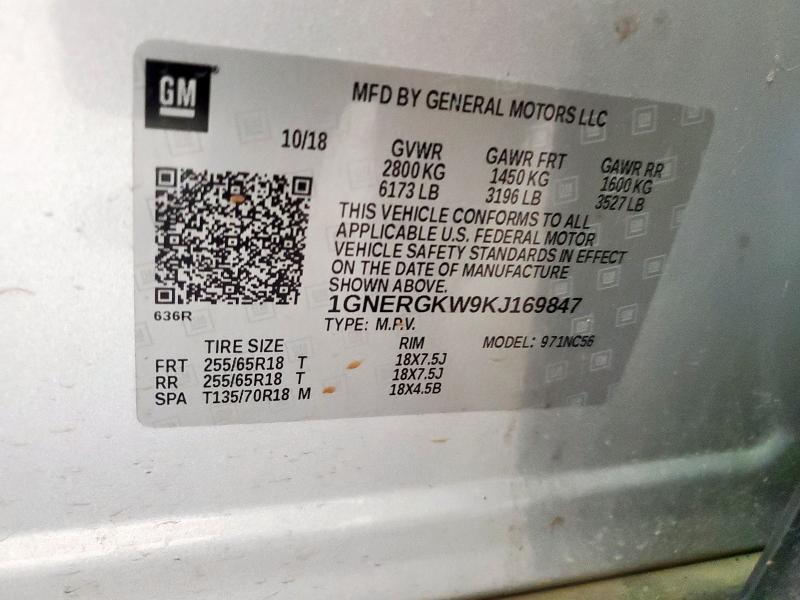 GM
MFD BY GENERAL MOTORS LLC
10/18
GVWR GAWR FRT GAWR RR
2800 KG 1450 KG 1600 KG
6173 LB 3196 LB 3527 LB
THIS VEHICLE CONFORMS TO ALL
APPLICABLE U.S. FEDERAL MOTOR
VEHICLE SAFETY STANDARDS IN EFFECT
ON THE DATE OF MANUFACTURE
SHOWN ABOVE.
1GNERGKW9KJ169847
636R
TYPE: M.P.V.
TIRE SIZE RIM MODEL: 971NC56
FRT 255/65R18 T 18X7.5J
RR 255/65R18 T 18X7.5J
SPA T135/70R18 M 18X4.5B